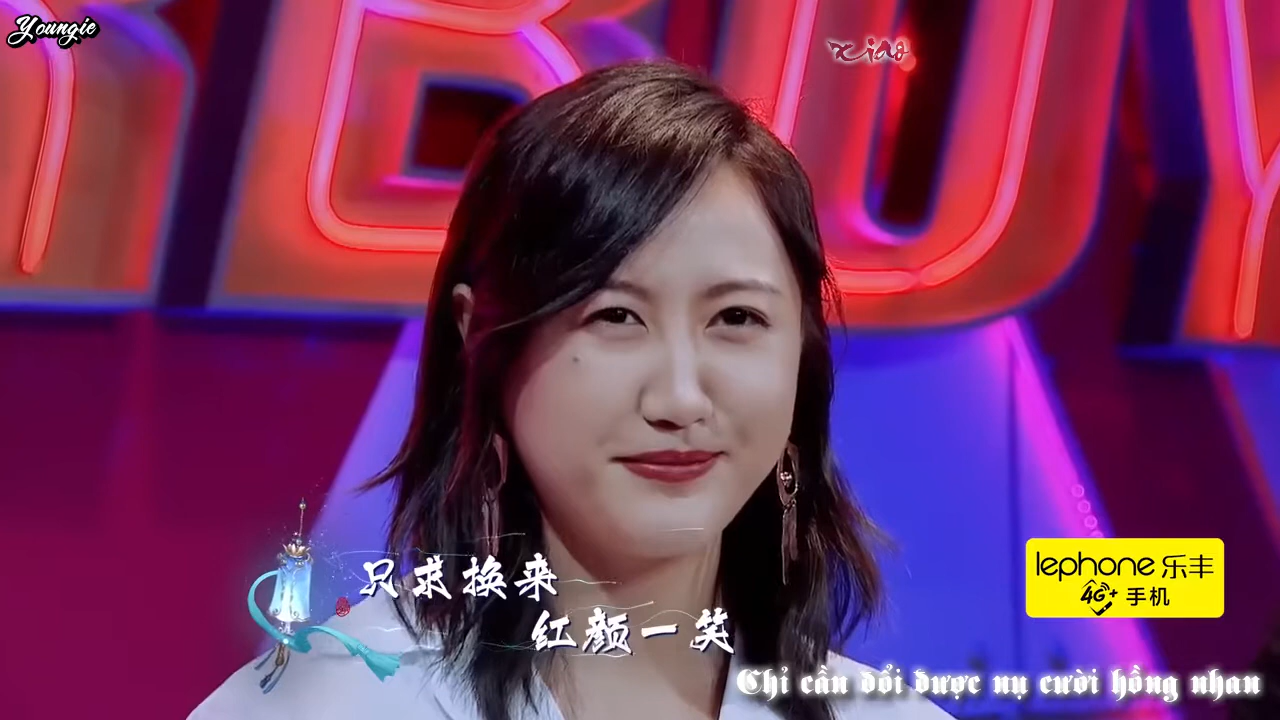 Youngie
xiao
只求换来
红颜一笑
lephone 乐丰
4G+ 手机
Chỉ cần đổi được nụ cười hồng nhan